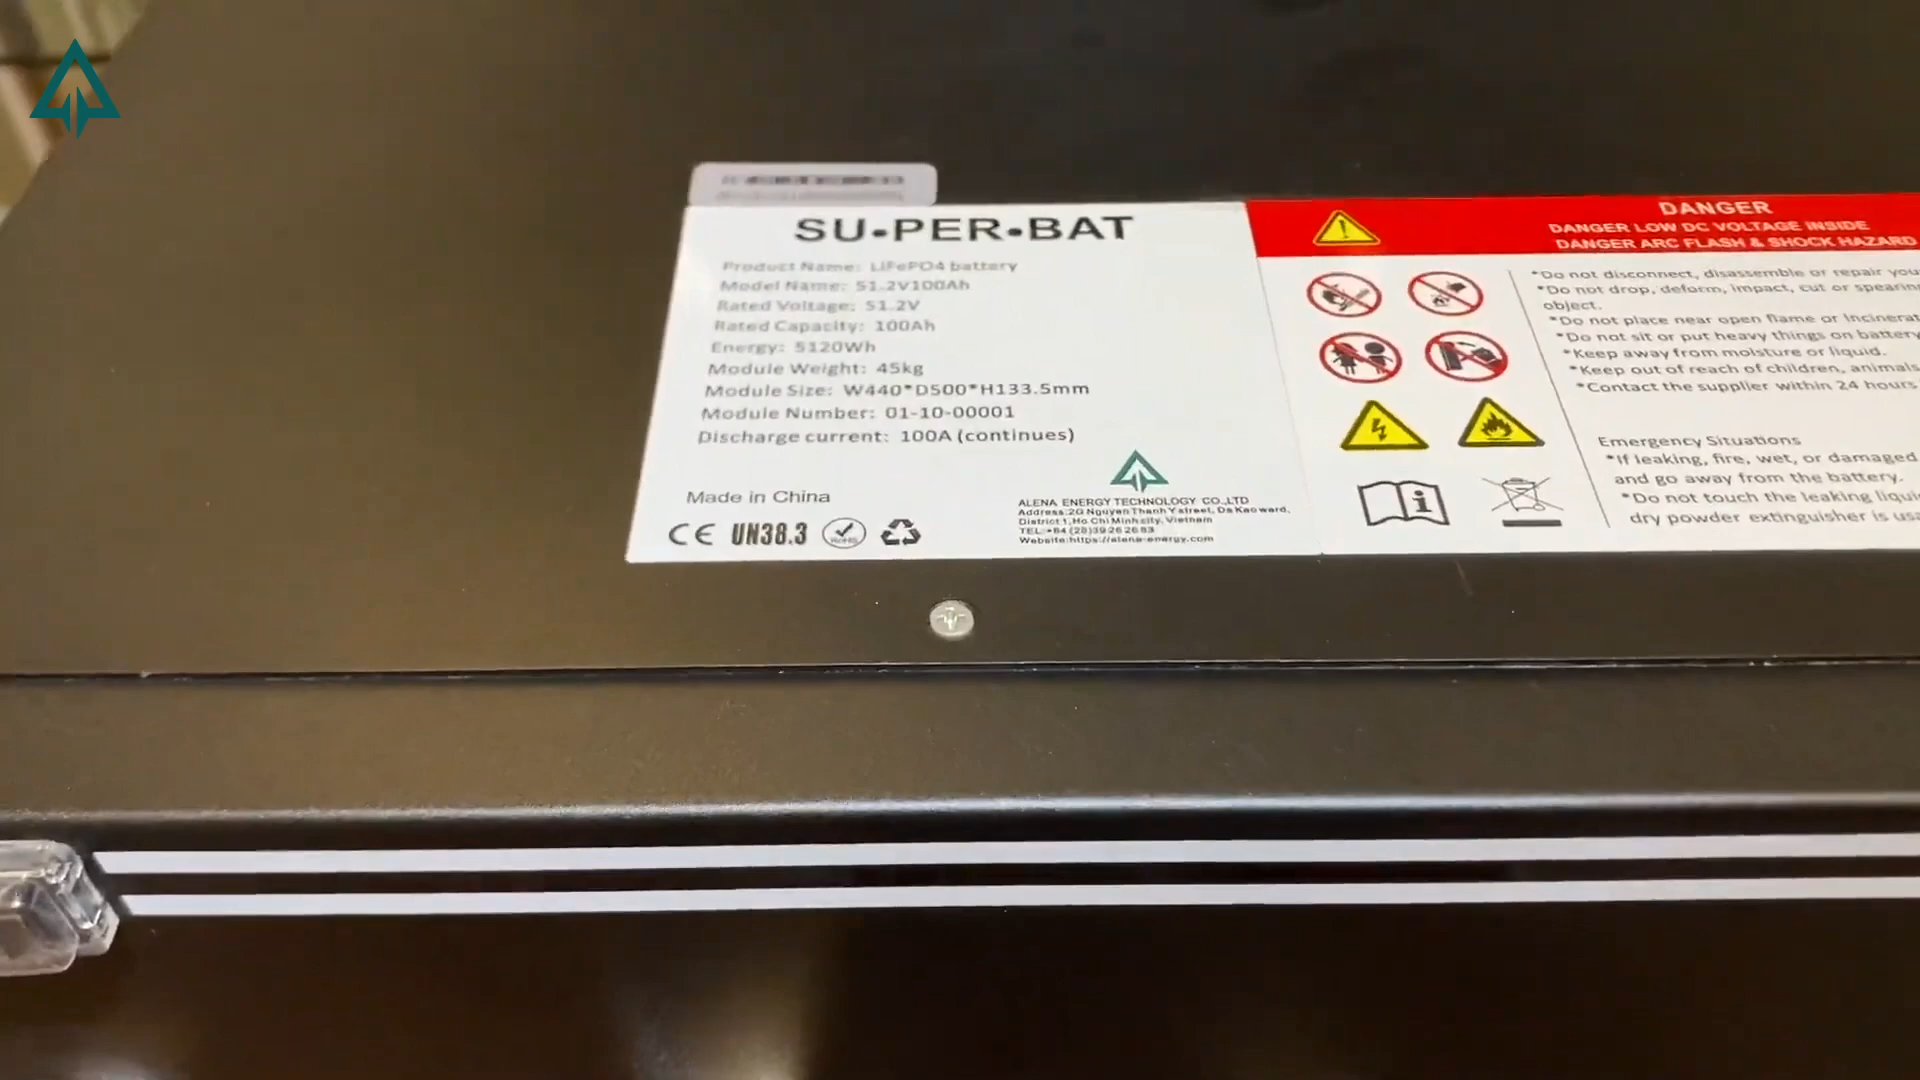 SU•PER•BAT
Product Name: LiFePO4 battery
Model Name: 51.2V100Ah
Rated Voltage: 51.2V
Rated Capacity: 100Ah
Energy: 5120Wh
Module Weight: 45kg
Module Size: W440*D500*H133.5mm
Module Number: 01-10-00001
Discharge current: 100A (continues)
Made in China
CE UN38.3 RoHS
ALENA ENERGY TECHNOLOGY CO.,LTD
Address:2G Nguyen Thanh Y street, Da Kao ward,
District 1, Ho Chi Minh city, Vietnam
TEL:+84 (28)39 26 26 83
Website:https://alena-energy.com
DANGER
DANGER LOW DC VOLTAGE INSIDE
DANGER ARC FLASH & SHOCK HAZARD
*Do not disconnect, disassemble or repair
*Do not drop, deform, impact, cut or spearing
object.
*Do not place near open flame or
*Do not sit or put heavy things on battery
*Keep away from moisture or liquid.
*Keep out of reach of children, animals
*Contact the supplier within 24 hours
Emergency Situations
*If leaking, fire, wet, or damaged
and go away from the battery.
*Do not touch the leaking
dry powder extinguisher is